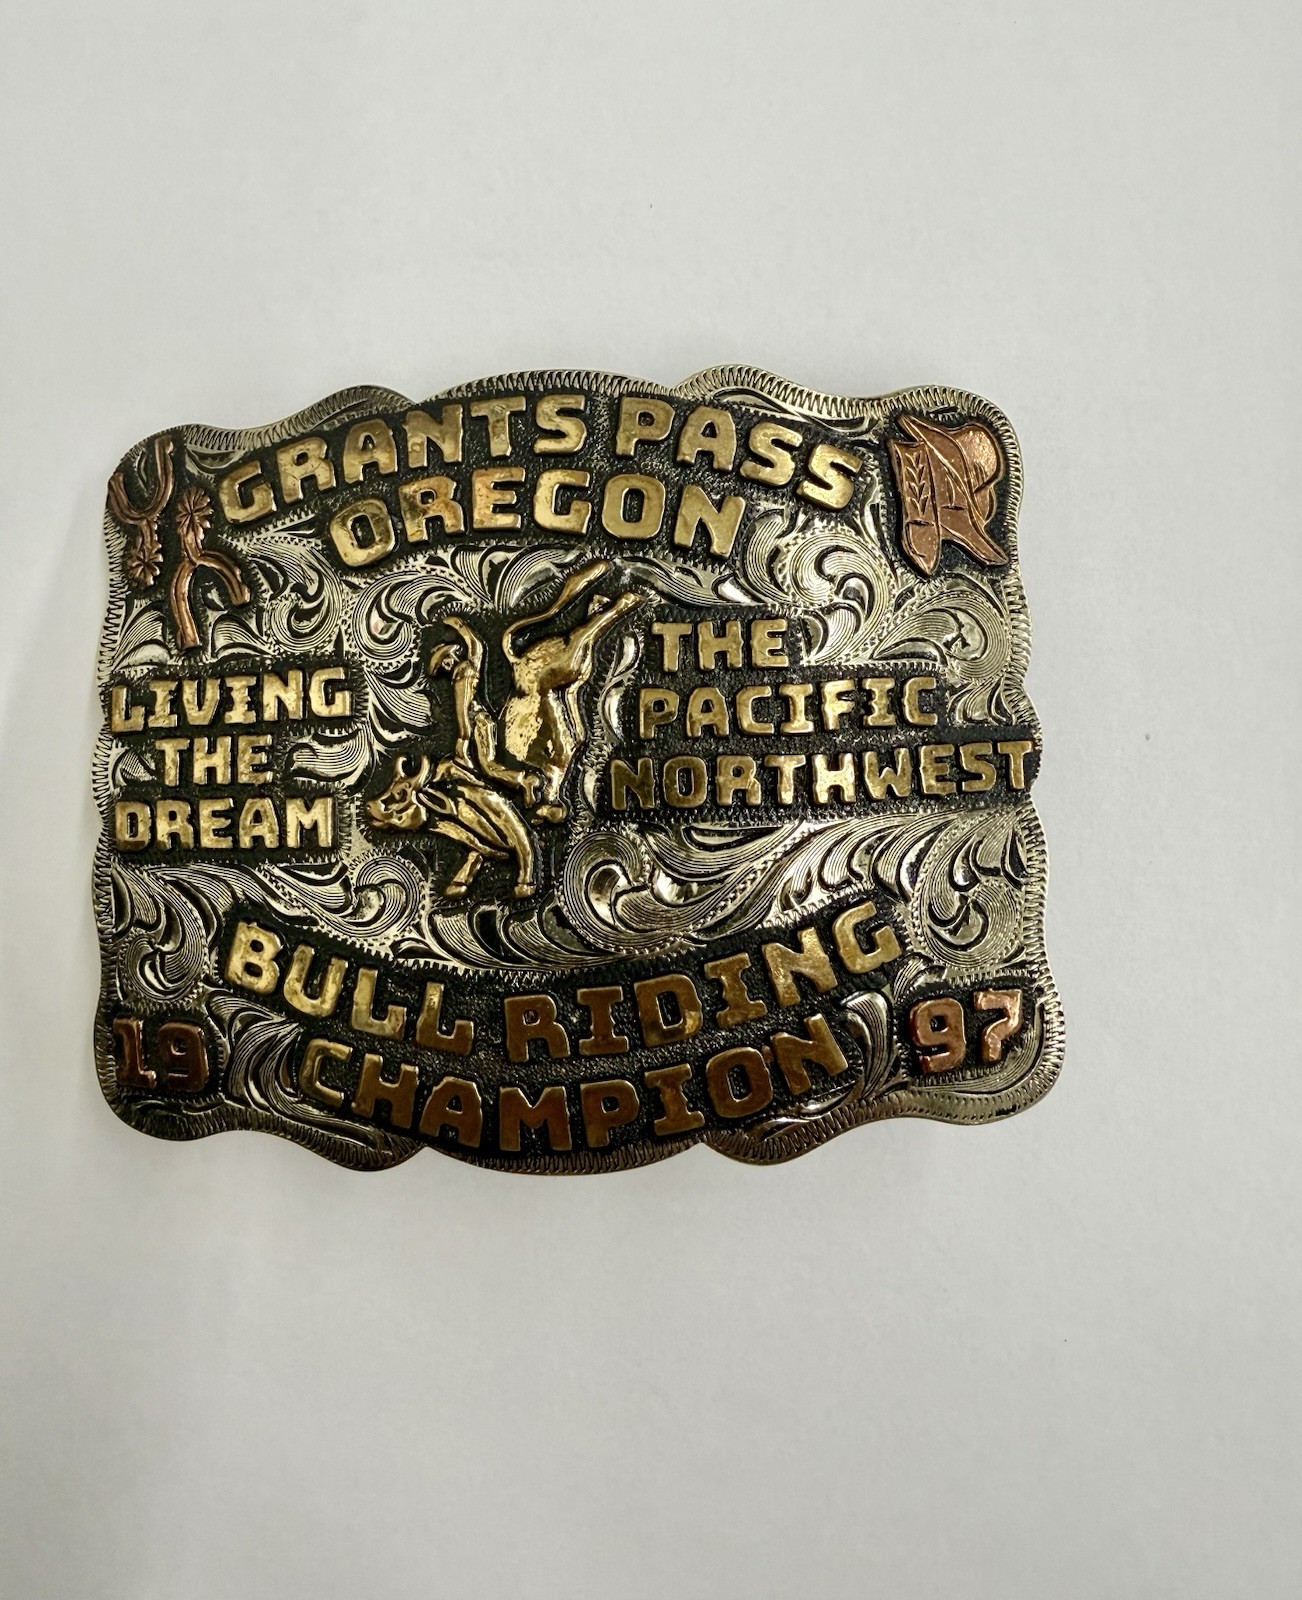 GRANTS PASS
OREGON
LIVING
THE
DREAM
THE
PACIFIC
NORTHWEST
BULL RIDING
CHAMPION
19
97